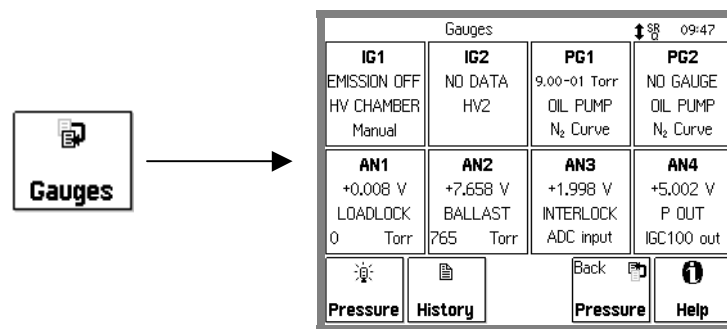 Gauges
Gauges SR Q 09:47
IG1 IG2 PG1 PG2
EMISSION OFF NO DATA 9.00-01 Torr NO GAUGE
HV CHAMBER HV2 OIL PUMP OIL PUMP
Manual N₂ Curve N₂ Curve
AN1 AN2 AN3 AN4
+0.008 V +7.658 V +1.998 V +5.002 V
LOADLOCK BALLAST INTERLOCK P OUT
0 Torr 765 Torr ADC input IGC100 out
Back
Pressure History Pressure Help